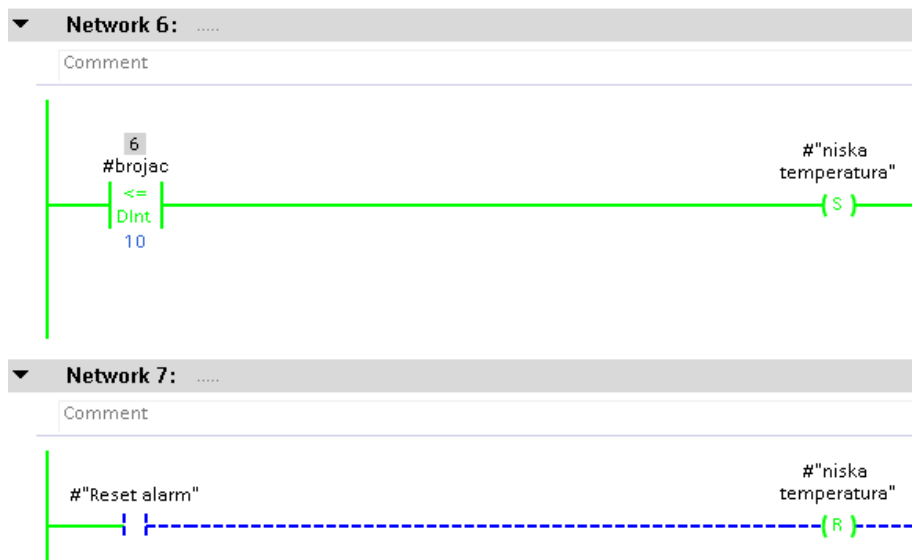 Network 6: .....
Comment
6
#brojac
<=
DInt
10
#"niska
temperatura"
S
Network 7: .....
Comment
#"Reset alarm"
#"niska
temperatura"
R